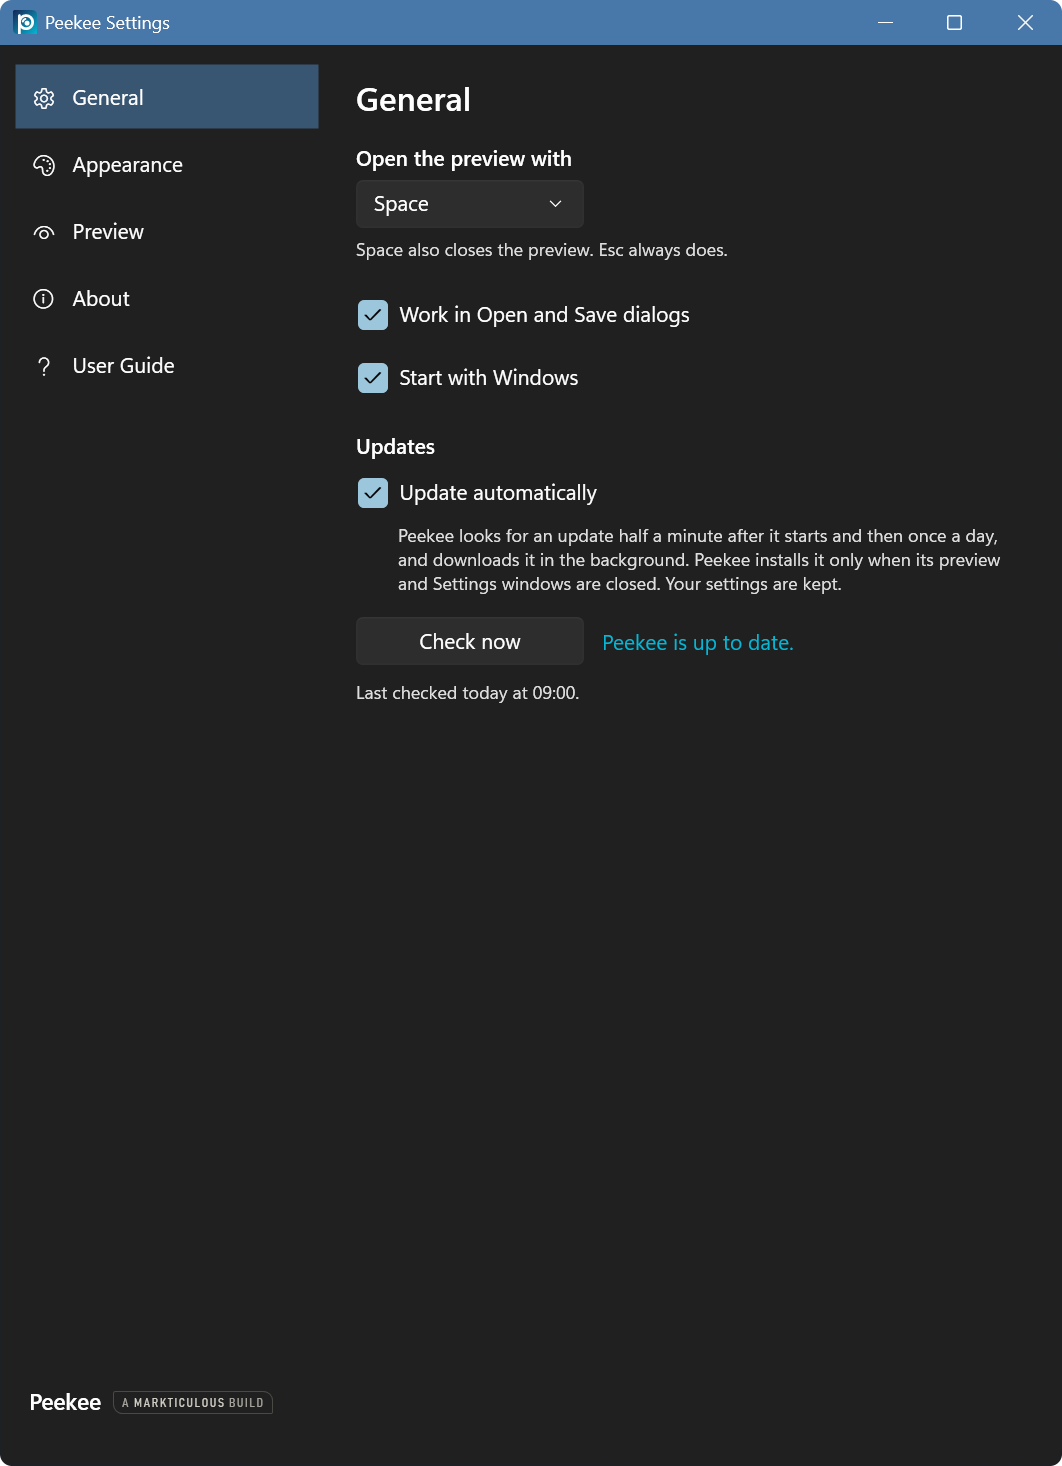 Peekee Settings
General
Appearance
Preview
About
User Guide
General
Open the preview with
Space
Space also closes the preview. Esc always does.
Work in Open and Save dialogs
Start with Windows
Updates
Update automatically
Peekee looks for an update half a minute after it starts and then once a day,
and downloads it in the background. Peekee installs it only when its preview
and Settings windows are closed. Your settings are kept.
Check now
Peekee is up to date.
Last checked today at 09:00.
Peekee
A MARKTICULOUS BUILD